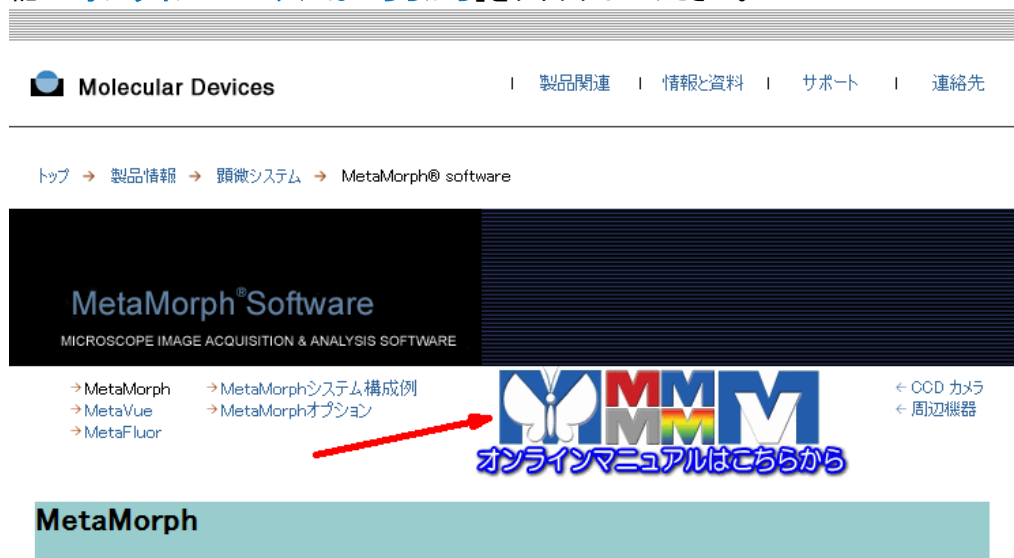 Molecular Devices
| 製品関連 | 情報と資料 | サポート | 連絡先
トップ → 製品情報 → 顕微システム → MetaMorph® software
MetaMorph®Software
MICROSCOPE IMAGE ACQUISITION & ANALYSIS SOFTWARE
→MetaMorph →MetaMorphシステム構成例 ← CCD カメラ
→MetaVue →MetaMorphオプション ← 周辺機器
→MetaFluor
オンラインマニュアルはこちらから
MetaMorph